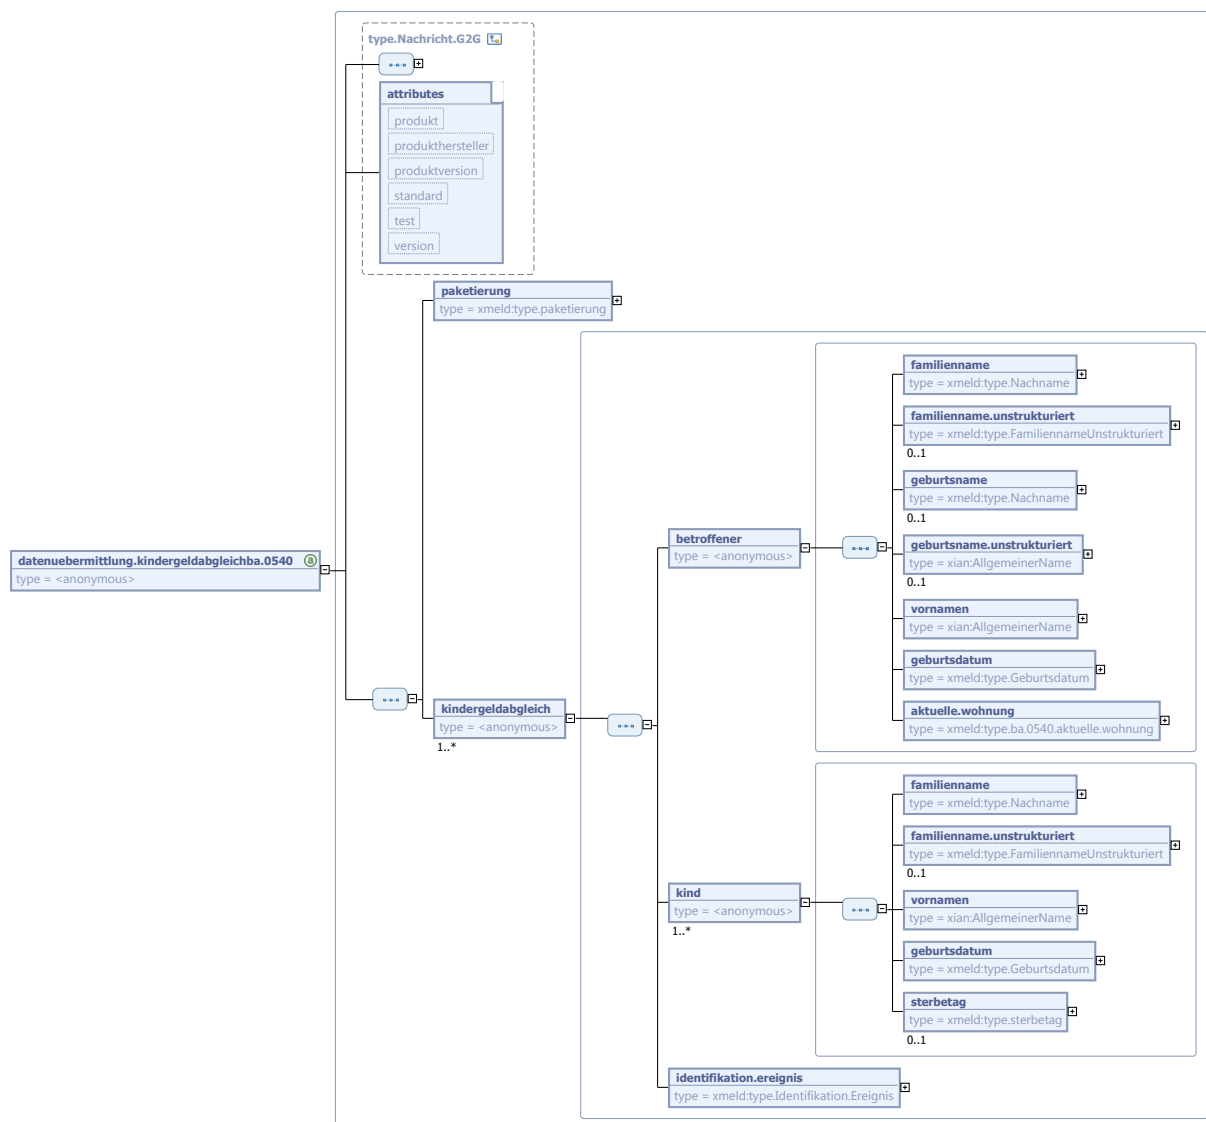 type.Nachricht.G2G
attributes
produkt
produkthersteller
produktversion
standard
test
version
paketierung
type = xmeld:type.paketierung
familienname
type = xmeld:type.Nachname
familienname.unstrukturiert
type = xmeld:type.FamiliennameUnstrukturiert
0..1
geburtsname
type = xmeld:type.Nachname
0..1
betroffener
type = <anonymous>
geburtsname.unstrukturiert
type = xian:AllgemeinerName
0..1
datenuebermittlung.kindergeldabgleichba.0540 a
type = <anonymous>
vornamen
type = xian:AllgemeinerName
geburtsdatum
type = xmeld:type.Geburtsdatum
kindergeldabgleich
type = <anonymous>
1..*
aktuelle.wohnung
type = xmeld:type.ba.0540.aktuelle.wohnung
familienname
type = xmeld:type.Nachname
familienname.unstrukturiert
type = xmeld:type.FamiliennameUnstrukturiert
0..1
kind
type = <anonymous>
1..*
vornamen
type = xian:AllgemeinerName
geburtsdatum
type = xmeld:type.Geburtsdatum
sterbetag
type = xmeld:type.sterbetag
0..1
identifikation.ereignis
type = xmeld:type.Identifikation.Ereignis